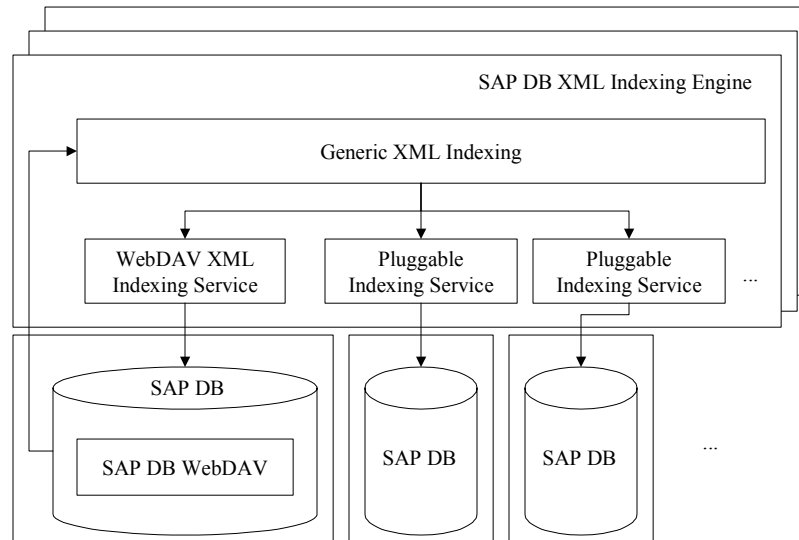 SAP DB XML Indexing Engine
Generic XML Indexing
WebDAV XML
Indexing Service
Pluggable
Indexing Service
Pluggable
Indexing Service
...
SAP DB
SAP DB WebDAV
SAP DB
SAP DB
...